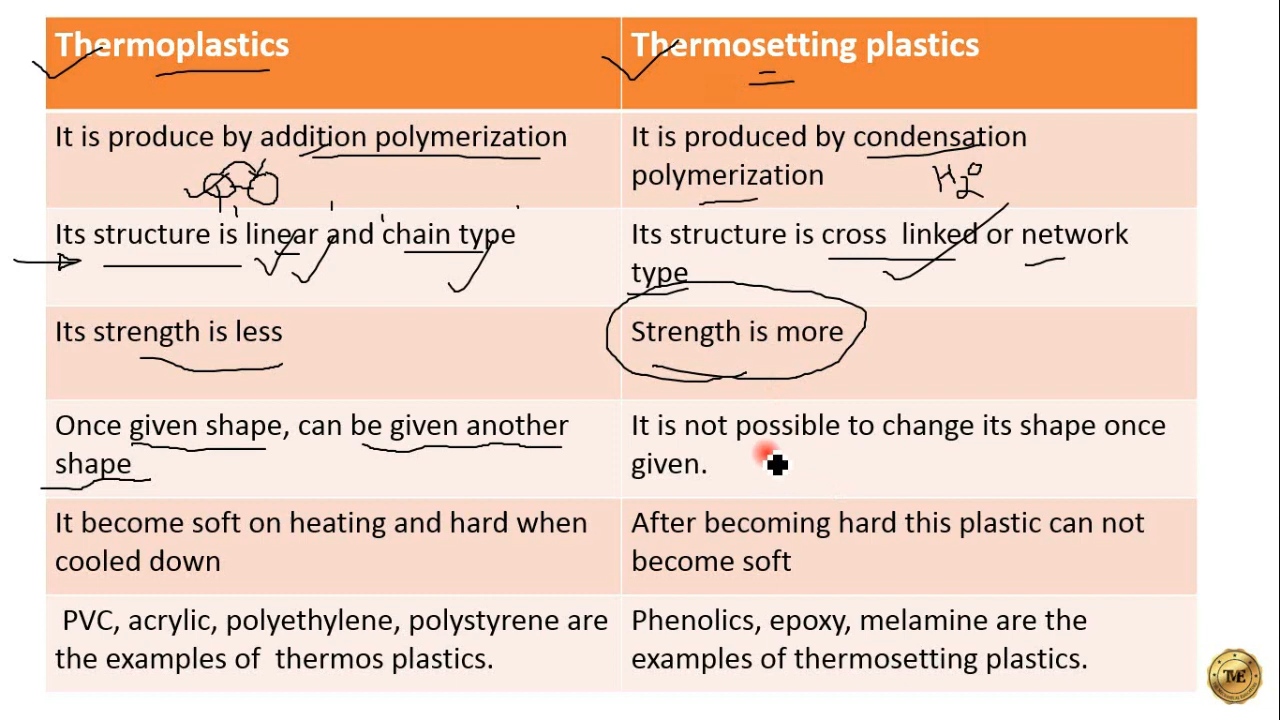 Thermoplastics
Thermosetting plastics
It is produce by addition polymerization
It is produced by condensation
polymerization
H2O
Its structure is linear and chain type
Its structure is cross linked or network
type
Its strength is less
Strength is more
Once given shape, can be given another
shape
It is not possible to change its shape once
given.
It become soft on heating and hard when
cooled down
After becoming hard this plastic can not
become soft
PVC, acrylic, polyethylene, polystyrene are
the examples of thermos plastics.
Phenolics, epoxy, melamine are the
examples of thermosetting plastics.
TME